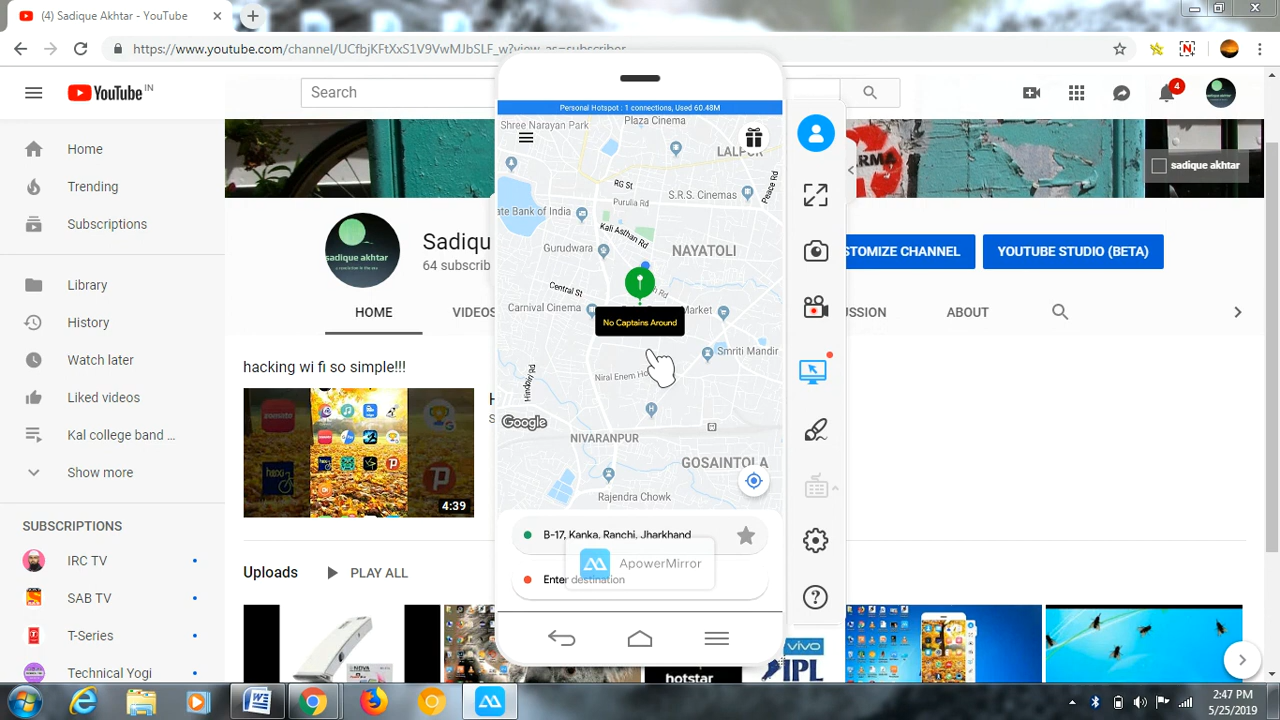 (4) Sadique Akhtar - YouTube
https://www.youtube.com/channel/UCfbjKFtXxS1V9VwMJbSLF_w?view_as=subscriber
YouTube IN
Search
4
Home
Trending
Subscriptions
Library
History
Watch later
Liked videos
Kal college band ...
Show more
SUBSCRIPTIONS
IRC TV
SAB TV
T-Series
Technical Yogi
sadique akhtar
sadique akhtar
Sadiqu
64 subscrib
STOMIZE CHANNEL
YOUTUBE STUDIO (BETA)
HOME
VIDEOS
USSION
ABOUT
hacking wi fi so simple!!!
4:39
Uploads
PLAY ALL
hotstar
vivo
IPL
Personal Hotspot : 1 connections, Used 60.48M
Shree Narayan Park
Plaza Cinema
LALPUR
RG St
S.R.S. Cinemas
Peace Rd
Purulia Rd
ate Bank of India
Kali Asthan Rd
Gurudwara
NAYATOLI
Central St
Rd
Carnival Cinema
Market
No Captains Around
Smriti Mandir
Niral Enem Ho
Google
NIVARANPUR
GOSAINTOLA
Rajendra Chowk
B-17, Kanka, Ranchi, Jharkhand
ApowerMirror
Enter destination
2:47 PM
5/25/2019